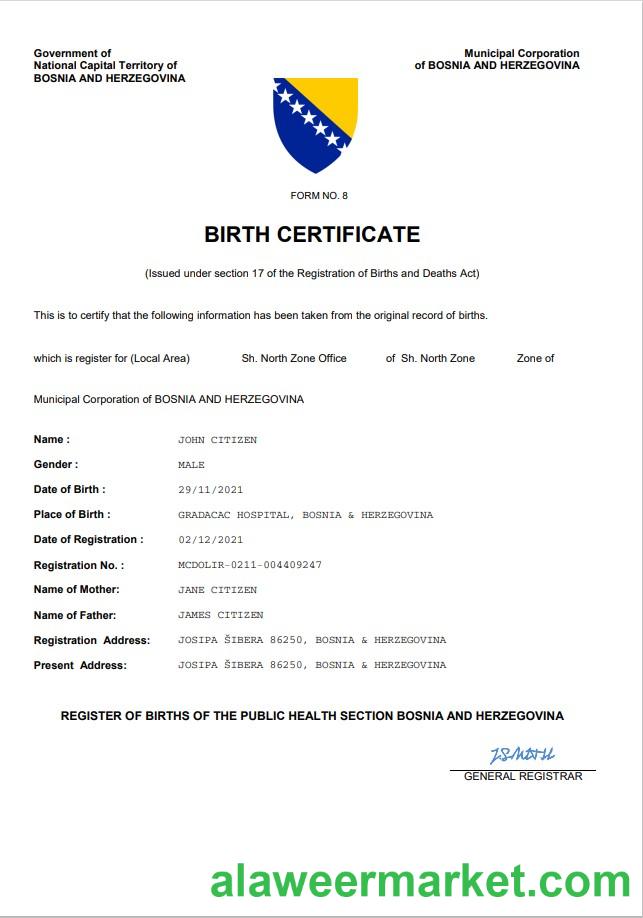 Government of
National Capital Territory of
BOSNIA AND HERZEGOVINA
Municipal Corporation
of BOSNIA AND HERZEGOVINA
FORM NO. 8
BIRTH CERTIFICATE
(Issued under section 17 of the Registration of Births and Deaths Act)
This is to certify that the following information has been taken from the original record of births.
which is register for (Local Area) Sh. North Zone Office of Sh. North Zone Zone of
Municipal Corporation of BOSNIA AND HERZEGOVINA
Name : JOHN CITIZEN
Gender : MALE
Date of Birth : 29/11/2021
Place of Birth : GRADACAC HOSPITAL, BOSNIA & HERZEGOVINA
Date of Registration : 02/12/2021
Registration No. : MCDOLIR-0211-004409247
Name of Mother: JANE CITIZEN
Name of Father: JAMES CITIZEN
Registration Address: JOSIPA ŠIBERA 86250, BOSNIA & HERZEGOVINA
Present Address: JOSIPA ŠIBERA 86250, BOSNIA & HERZEGOVINA
REGISTER OF BIRTHS OF THE PUBLIC HEALTH SECTION BOSNIA AND HERZEGOVINA
GENERAL REGISTRAR
alaweermarket.com